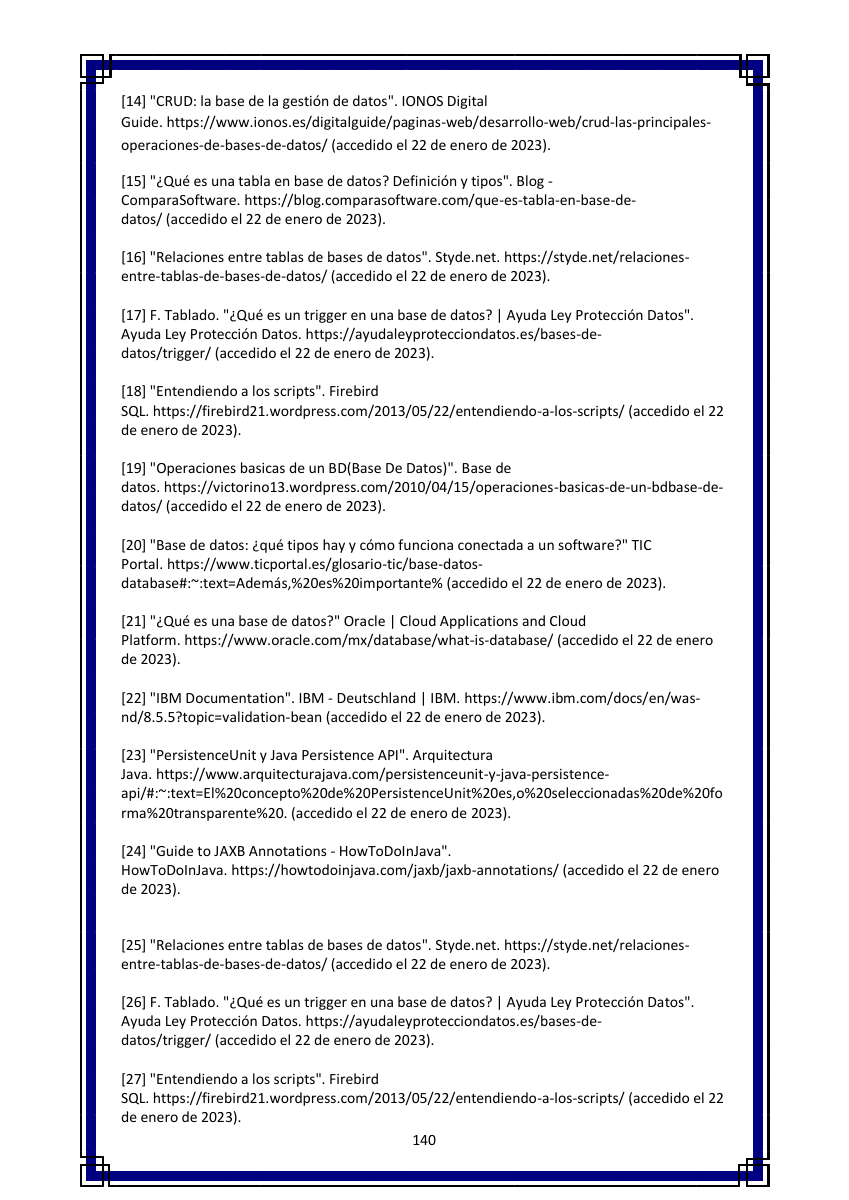 [14] "CRUD: la base de la gestión de datos". IONOS Digital
Guide. https://www.ionos.es/digitalguide/paginas-web/desarrollo-web/crud-las-principales-
operaciones-de-bases-de-datos/ (accedido el 22 de enero de 2023).
[15] "¿Qué es una tabla en base de datos? Definición y tipos". Blog -
ComparaSoftware. https://blog.comparasoftware.com/que-es-tabla-en-base-de-
datos/ (accedido el 22 de enero de 2023).
[16] "Relaciones entre tablas de bases de datos". Styde.net. https://styde.net/relaciones-
entre-tablas-de-bases-de-datos/ (accedido el 22 de enero de 2023).
[17] F. Tablado. "¿Qué es un trigger en una base de datos? | Ayuda Ley Protección Datos".
Ayuda Ley Protección Datos. https://ayudaleyprotecciondatos.es/bases-de-
datos/trigger/ (accedido el 22 de enero de 2023).
[18] "Entendiendo a los scripts". Firebird
SQL. https://firebird21.wordpress.com/2013/05/22/entendiendo-a-los-scripts/ (accedido el 22
de enero de 2023).
[19] "Operaciones basicas de un BD(Base De Datos)". Base de
datos. https://victorino13.wordpress.com/2010/04/15/operaciones-basicas-de-un-bdbase-de-
datos/ (accedido el 22 de enero de 2023).
[20] "Base de datos: ¿qué tipos hay y cómo funciona conectada a un software?" TIC
Portal. https://www.ticportal.es/glosario-tic/base-datos-
database#:~:text=Además,%20es%20importante% (accedido el 22 de enero de 2023).
[21] "¿Qué es una base de datos?" Oracle | Cloud Applications and Cloud
Platform. https://www.oracle.com/mx/database/what-is-database/ (accedido el 22 de enero
de 2023).
[22] "IBM Documentation". IBM - Deutschland | IBM. https://www.ibm.com/docs/en/was-
nd/8.5.5?topic=validation-bean (accedido el 22 de enero de 2023).
[23] "PersistenceUnit y Java Persistence API". Arquitectura
Java. https://www.arquitecturajava.com/persistenceunit-y-java-persistence-
api/#:~:text=El%20concepto%20de%20PersistenceUnit%20es,o%20seleccionadas%20de%20fo
rma%20transparente%20. (accedido el 22 de enero de 2023).
[24] "Guide to JAXB Annotations - HowToDoInJava".
HowToDoInJava. https://howtodoinjava.com/jaxb/jaxb-annotations/ (accedido el 22 de enero
de 2023).
[25] "Relaciones entre tablas de bases de datos". Styde.net. https://styde.net/relaciones-
entre-tablas-de-bases-de-datos/ (accedido el 22 de enero de 2023).
[26] F. Tablado. "¿Qué es un trigger en una base de datos? | Ayuda Ley Protección Datos".
Ayuda Ley Protección Datos. https://ayudaleyprotecciondatos.es/bases-de-
datos/trigger/ (accedido el 22 de enero de 2023).
[27] "Entendiendo a los scripts". Firebird
SQL. https://firebird21.wordpress.com/2013/05/22/entendiendo-a-los-scripts/ (accedido el 22
de enero de 2023).
140